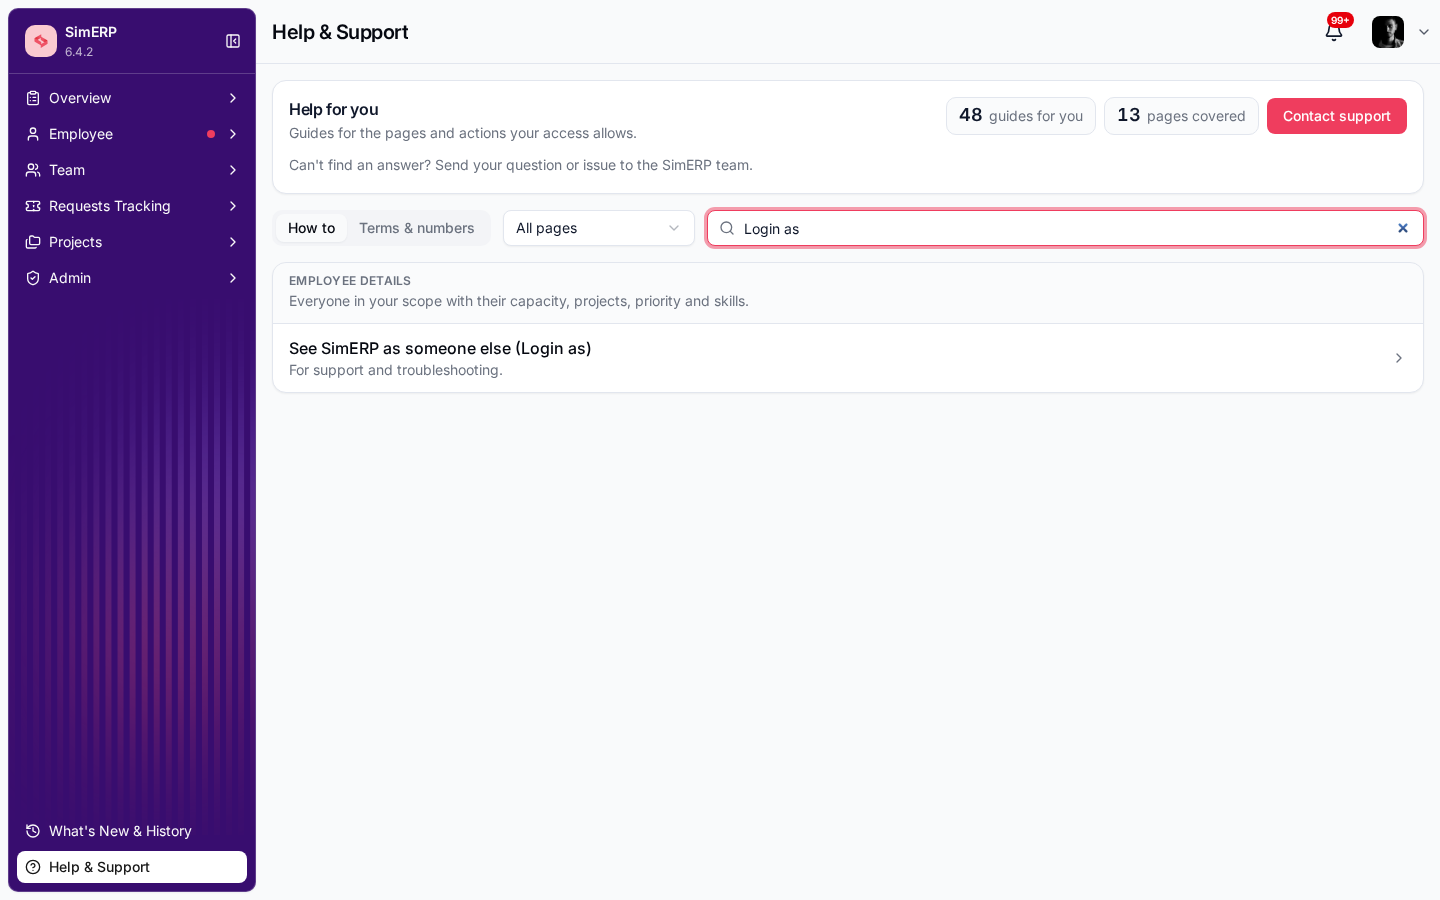 SimERP
6.4.2
Overview
Employee
Team
Requests Tracking
Projects
Admin
What's New & History
Help & Support
Help & Support
99+
Help for you
Guides for the pages and actions your access allows.
Can't find an answer? Send your question or issue to the SimERP team.
48 guides for you
13 pages covered
Contact support
How to
Terms & numbers
All pages
Login as
EMPLOYEE DETAILS
Everyone in your scope with their capacity, projects, priority and skills.
See SimERP as someone else (Login as)
For support and troubleshooting.